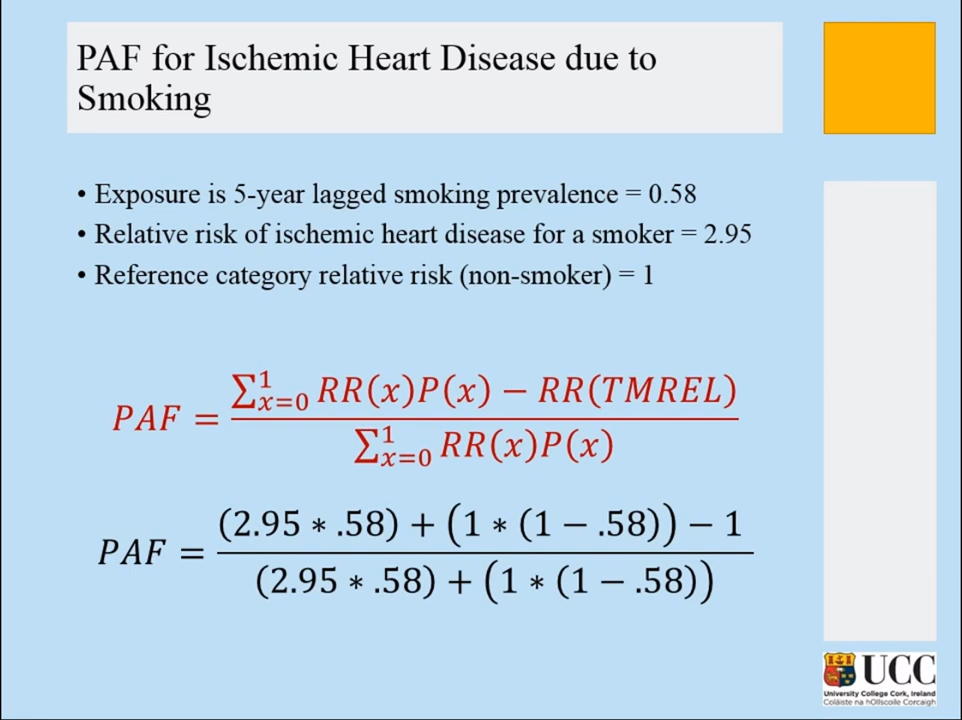 PAF for Ischemic Heart Disease due to
Smoking
• Exposure is 5-year lagged smoking prevalence = 0.58
• Relative risk of ischemic heart disease for a smoker = 2.95
• Reference category relative risk (non-smoker) = 1
PAF = (∑_{x=0}^{1} RR(x)P(x) − RR(TMREL)) / (∑_{x=0}^{1} RR(x)P(x))
PAF = ((2.95 ∗ .58) + (1 ∗ (1 − .58)) − 1) / ((2.95 ∗ .58) + (1 ∗ (1 − .58)))
UCC
University College Cork, Ireland
Coláiste na hOllscoile Corcaigh